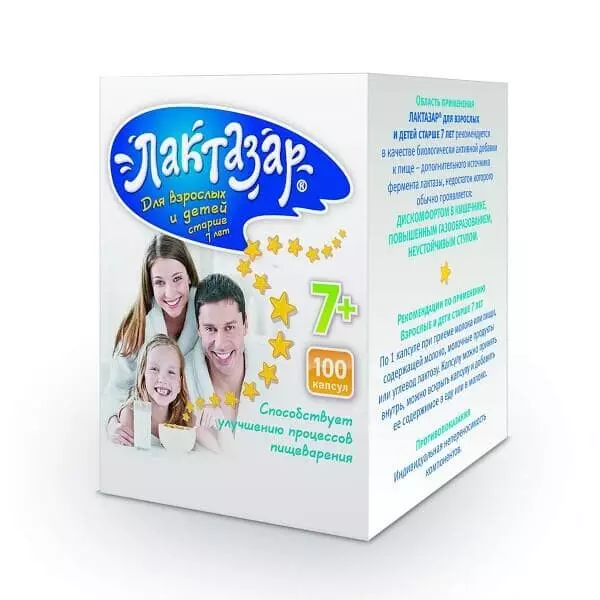 Лактазар®
Для взрослых
и детей
старше
7 лет
7+
100
капсул
Способствует
улучшению процессов
пищеварения
Область применения
ЛАКТАЗАР® ДЛЯ ВЗРОСЛЫХ
И ДЕТЕЙ СТАРШЕ 7 ЛЕТ рекомендуется
в качестве биологически активной добавки
к пище – дополнительного источника
фермента лактазы, недостаток которого
обычно проявляется:
ДИСКОМФОРТОМ В КИШЕЧНИКЕ,
ПОВЫШЕННЫМ ГАЗООБРАЗОВАНИЕМ,
НЕУСТОЙЧИВЫМ СТУЛОМ.
Рекомендации по применению
Взрослые и дети старше 7 лет
По 1 капсуле при приеме молока или пищи,
содержащей молоко, молочные продукты
или углевод лактозу. Капсулу можно принять
внутрь, можно вскрыть капсулу и добавить
ее содержимое в еду или в молоко.
Противопоказания
Индивидуальная непереносимость
компонентов.